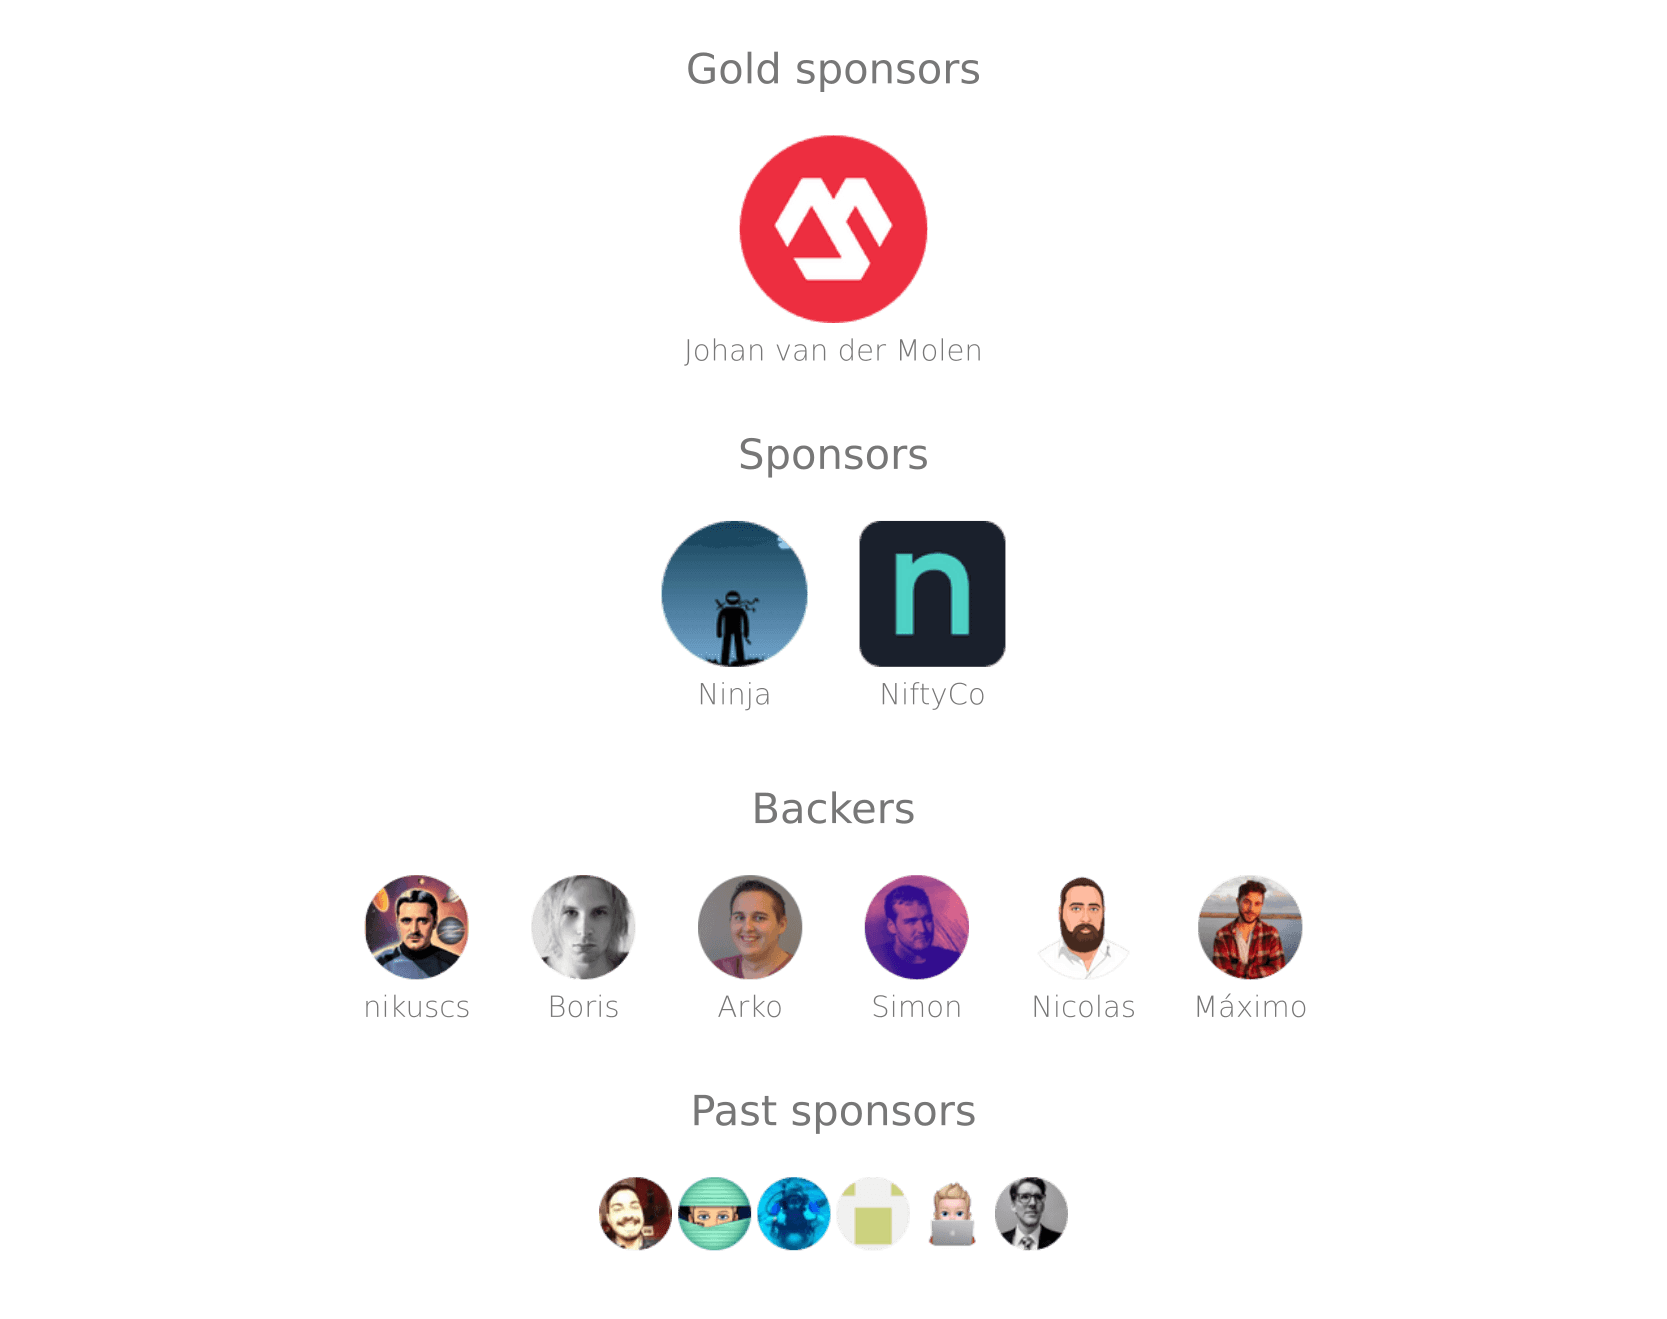 Gold sponsors
Johan van der Molen
Sponsors
n
Ninja
NiftyCo
Backers
nikuscs
Boris
Arko
Simon
Nicolas
Máximo
Past sponsors